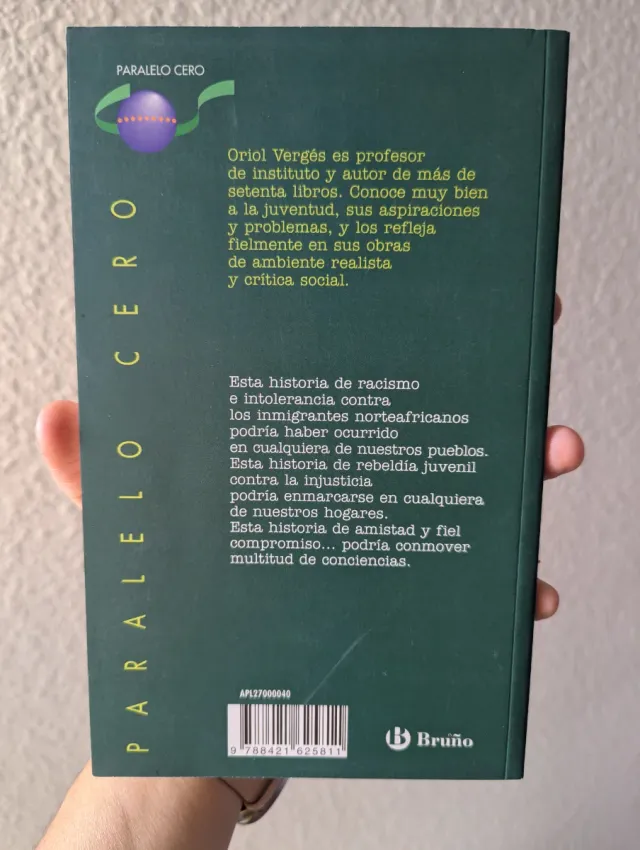 PARALELO CERO
PARALELO CERO
Oriol Vergés es profesor
de instituto y autor de más de
setenta libros. Conoce muy bien
a la juventud, sus aspiraciones
y problemas, y los refleja
fielmente en sus obras
de ambiente realista
y crítica social.
Esta historia de racismo
e intolerancia contra
los inmigrantes norteafricanos
podría haber ocurrido
en cualquiera de nuestros pueblos.
Esta historia de rebeldía juvenil
contra la injusticia
podría enmarcarse en cualquiera
de nuestros hogares.
Esta historia de amistad y fiel
compromiso... podría conmover
multitud de conciencias.
APL27000040
9 788421 625811
B Bruño